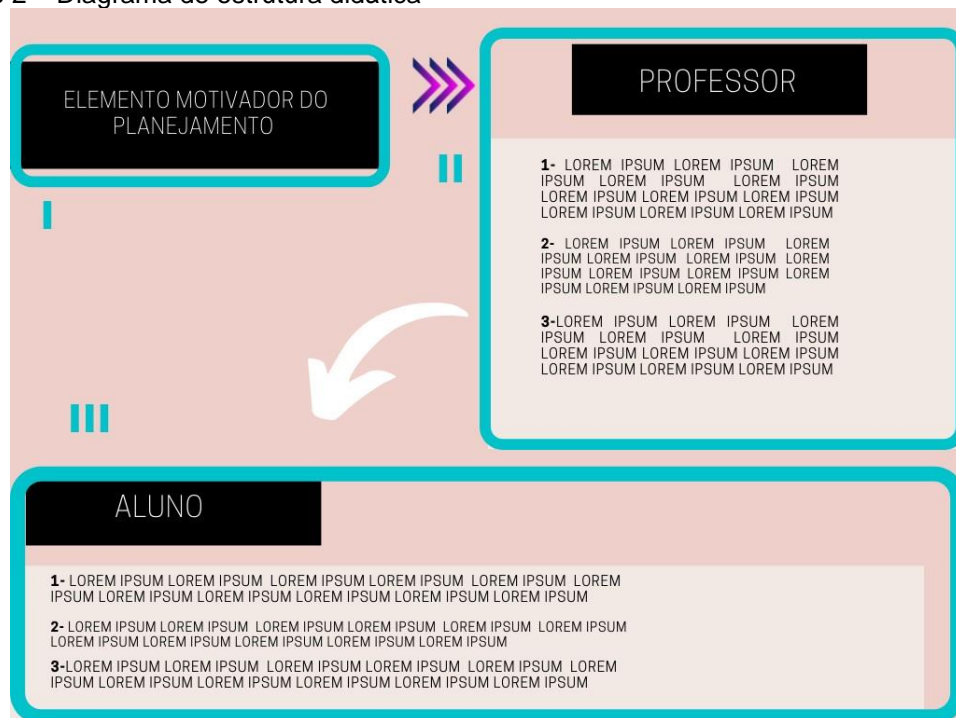 2 – Diagrama de estrutura didática
ELEMENTO MOTIVADOR DO
PLANEJAMENTO
I
II
PROFESSOR
1- LOREM IPSUM LOREM IPSUM LOREM
IPSUM LOREM IPSUM LOREM IPSUM
LOREM IPSUM LOREM IPSUM LOREM IPSUM
LOREM IPSUM LOREM IPSUM LOREM IPSUM
2- LOREM IPSUM LOREM IPSUM LOREM
IPSUM LOREM IPSUM LOREM IPSUM LOREM
IPSUM LOREM IPSUM LOREM IPSUM LOREM
IPSUM LOREM IPSUM LOREM IPSUM
3-LOREM IPSUM LOREM IPSUM LOREM
IPSUM LOREM IPSUM LOREM IPSUM
LOREM IPSUM LOREM IPSUM LOREM IPSUM
LOREM IPSUM LOREM IPSUM LOREM IPSUM
III
ALUNO
1- LOREM IPSUM LOREM IPSUM LOREM IPSUM LOREM IPSUM LOREM IPSUM LOREM
IPSUM LOREM IPSUM LOREM IPSUM LOREM IPSUM LOREM IPSUM LOREM IPSUM
2- LOREM IPSUM LOREM IPSUM LOREM IPSUM LOREM IPSUM LOREM IPSUM LOREM IPSUM
LOREM IPSUM LOREM IPSUM LOREM IPSUM LOREM IPSUM LOREM IPSUM
3-LOREM IPSUM LOREM IPSUM LOREM IPSUM LOREM IPSUM LOREM IPSUM LOREM
IPSUM LOREM IPSUM LOREM IPSUM LOREM IPSUM LOREM IPSUM LOREM IPSUM